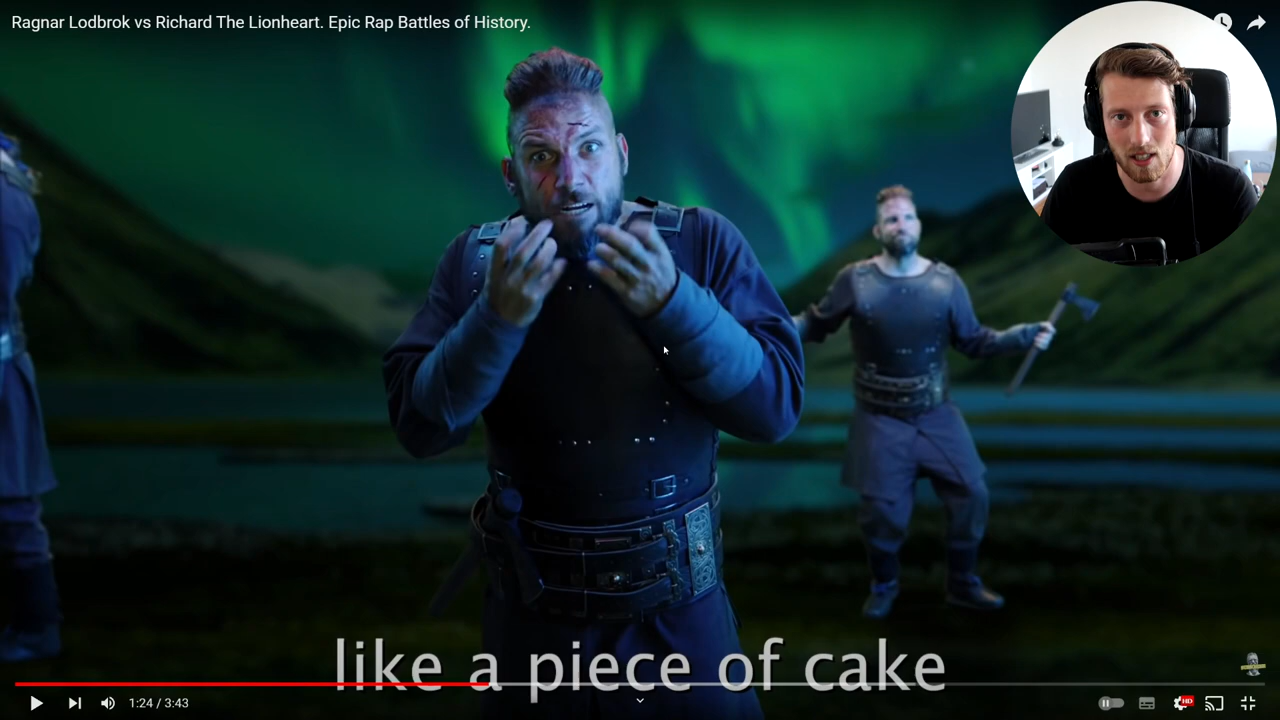 Ragnar Lodbrok vs Richard The Lionheart. Epic Rap Battles of History.
like a piece of cake
1:24 / 3:43
HD